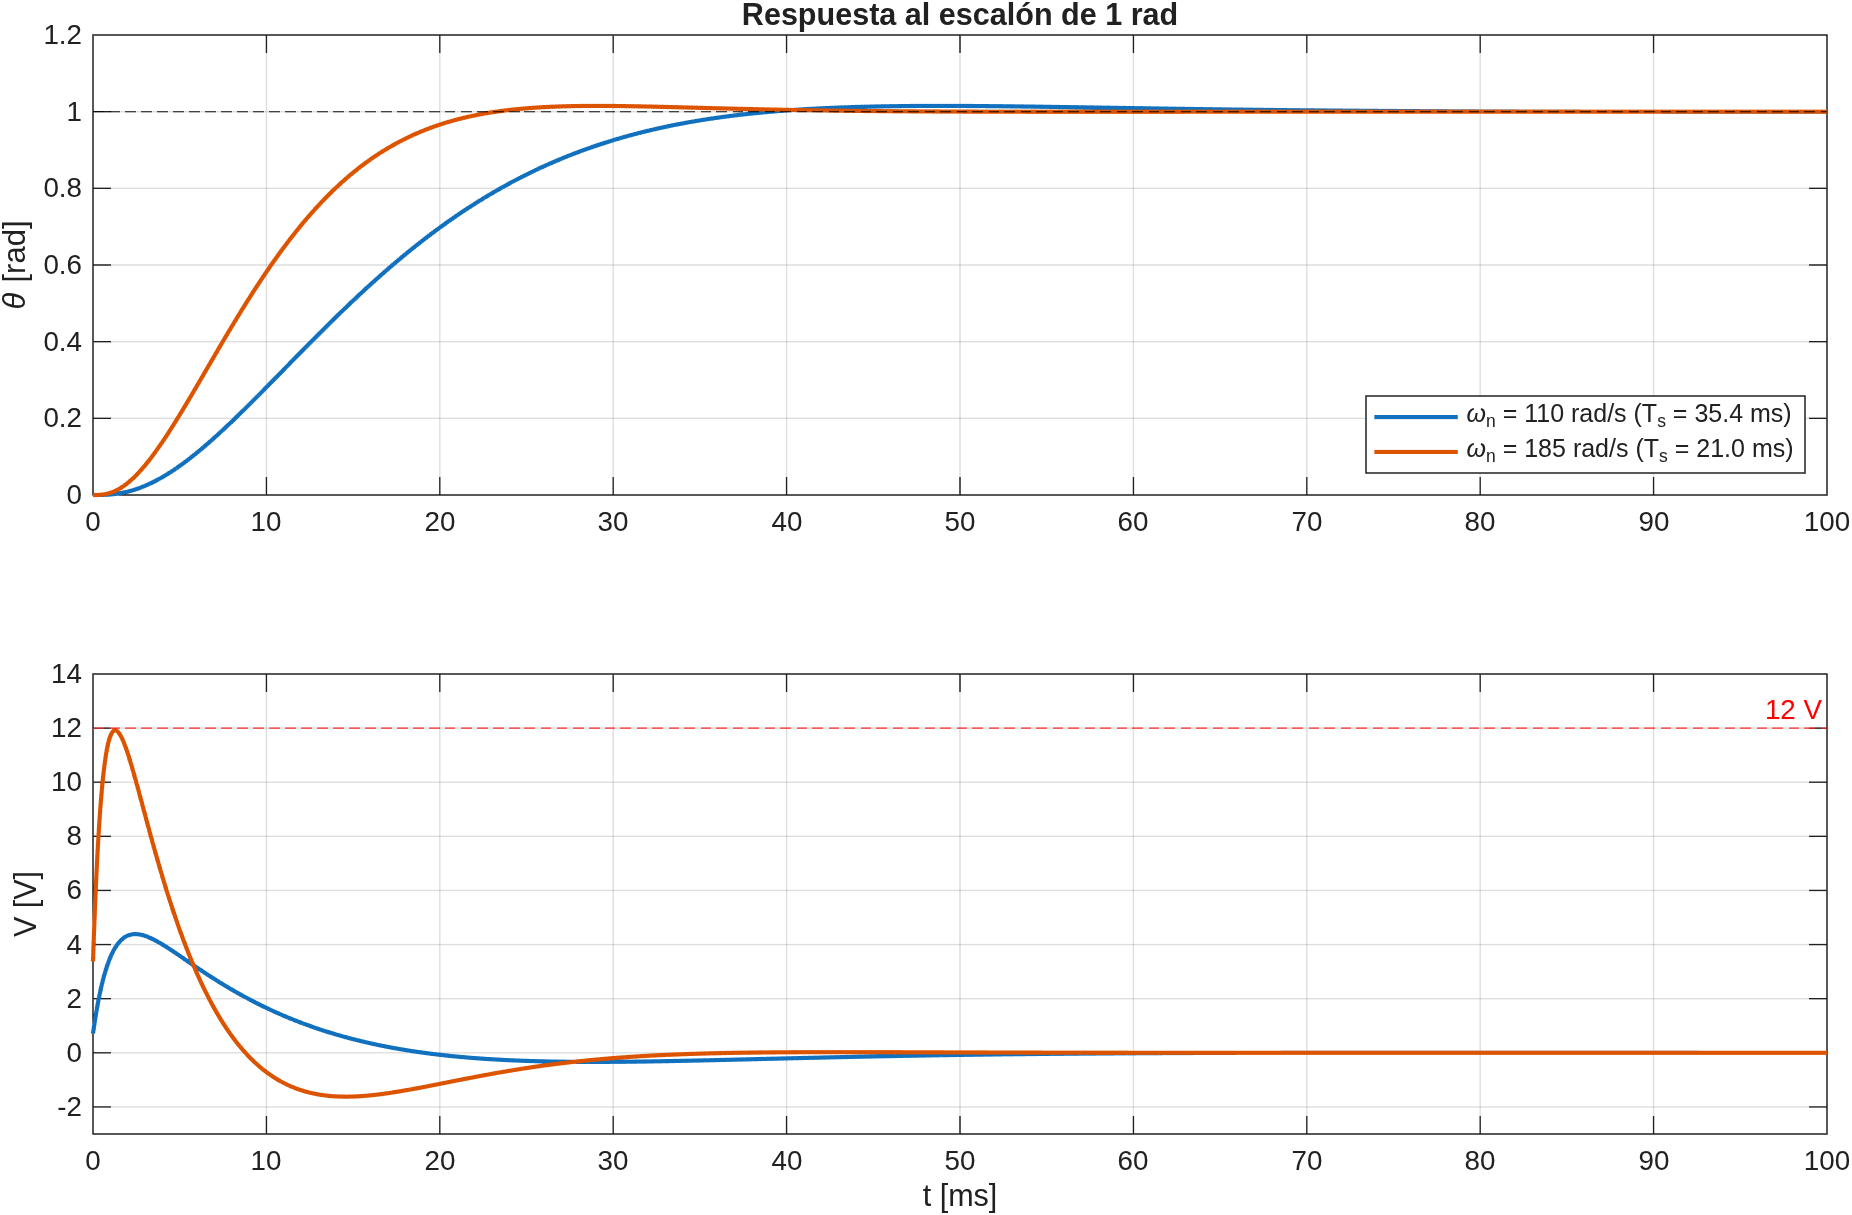 Respuesta al escalón de 1 rad
1.2
1
0.8
0.6
0.4
0.2
0
θ [rad]
ωn = 110 rad/s (Ts = 35.4 ms)
ωn = 185 rad/s (Ts = 21.0 ms)
0 10 20 30 40 50 60 70 80 90 100
14
12
10
8
6
4
2
0
-2
V [V]
12 V
0 10 20 30 40 50 60 70 80 90 100
t [ms]